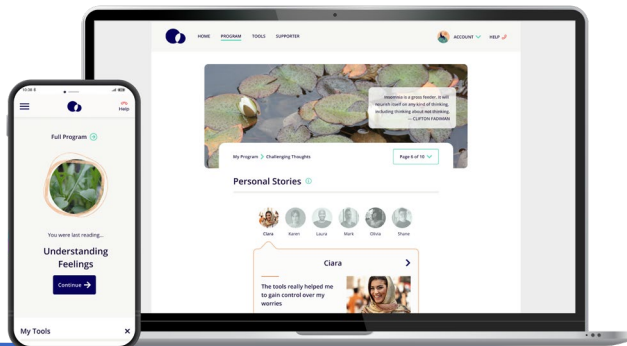 HOME PROGRAM TOOLS SUPPORTER ACCOUNT HELP
Insomnia is a gross feeder. It will
nourish itself on any kind of thinking,
including thinking about not thinking.
— CLIFTON FADIMAN
My Program > Challenging Thoughts
Page 6 of 10
Personal Stories
Ciara Karen Laura Mark Olivia Shane
Ciara
The tools really helped me
to gain control over my
worries
Help
Full Program
You were last reading...
Understanding
Feelings
Continue
My Tools